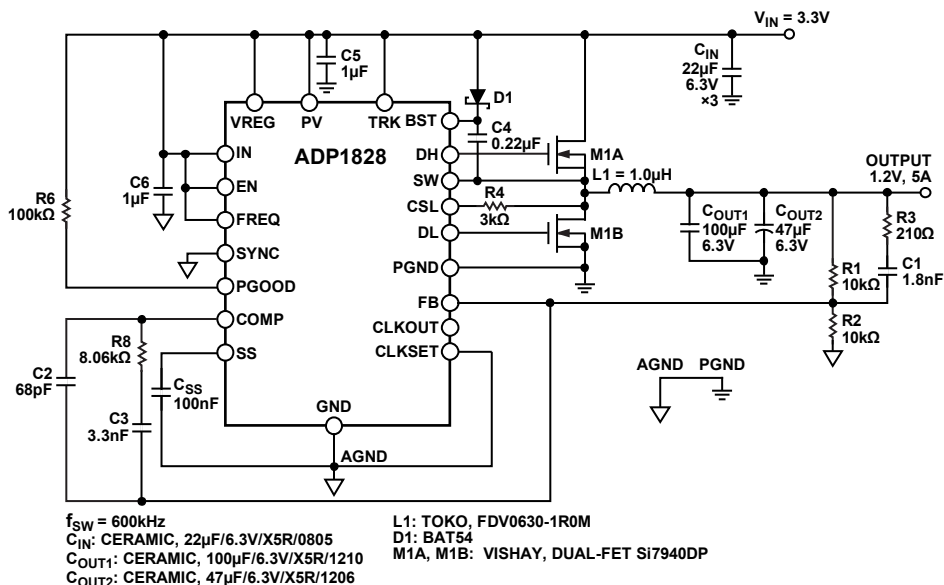 V_IN = 3.3V
C5
1µF
C_IN
22µF
6.3V
×3
D1
VREG
PV
TRK
BST
C4
0.22µF
ADP1828
IN
DH
M1A
L1 = 1.0µH
OUTPUT
1.2V, 5A
EN
SW
C6
1µF
R6
100kΩ
FREQ
CSL
R4
3kΩ
SYNC
DL
M1B
C_OUT1
100µF
6.3V
C_OUT2
47µF
6.3V
R3
210Ω
PGOOD
PGND
R1
10kΩ
C1
1.8nF
COMP
FB
R8
8.06kΩ
CLKOUT
R2
10kΩ
SS
CLKSET
C2
68pF
C_SS
100nF
AGND
PGND
C3
3.3nF
GND
AGND
f_SW = 600kHz
C_IN: CERAMIC, 22µF/6.3V/X5R/0805
C_OUT1: CERAMIC, 100µF/6.3V/X5R/1210
C_OUT2: CERAMIC, 47µF/6.3V/X5R/1206
L1: TOKO, FDV0630-1R0M
D1: BAT54
M1A, M1B: VISHAY, DUAL-FET Si7940DP